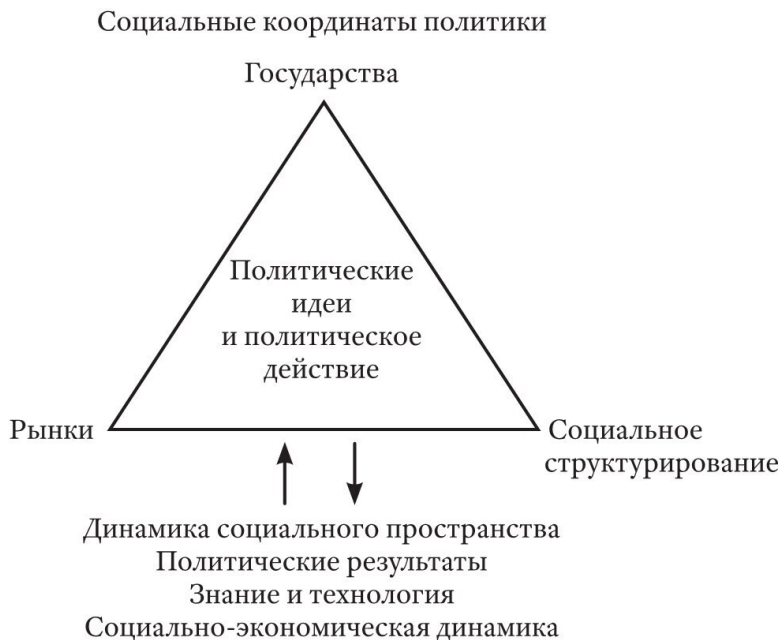 Социальные координаты политики
Государства
Политические
идеи
и политическое
действие
Рынки
Социальное
структурирование
Динамика социального пространства
Политические результаты
Знание и технология
Социально-экономическая динамика